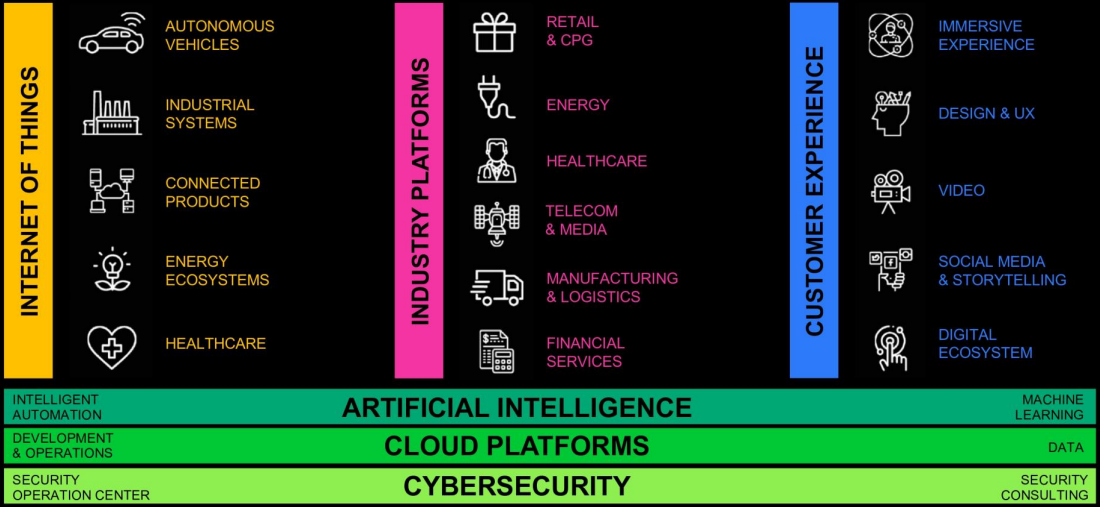 INTERNET OF THINGS
AUTONOMOUS
VEHICLES
INDUSTRIAL
SYSTEMS
CONNECTED
PRODUCTS
ENERGY
ECOSYSTEMS
HEALTHCARE
INDUSTRY PLATFORMS
RETAIL
& CPG
ENERGY
HEALTHCARE
TELECOM
& MEDIA
MANUFACTURING
& LOGISTICS
FINANCIAL
SERVICES
CUSTOMER EXPERIENCE
IMMERSIVE
EXPERIENCE
DESIGN & UX
VIDEO
SOCIAL MEDIA
& STORYTELLING
DIGITAL
ECOSYSTEM
INTELLIGENT
AUTOMATION
ARTIFICIAL INTELLIGENCE
MACHINE
LEARNING
DEVELOPMENT
& OPERATIONS
CLOUD PLATFORMS
DATA
SECURITY
OPERATION CENTER
CYBERSECURITY
SECURITY
CONSULTING